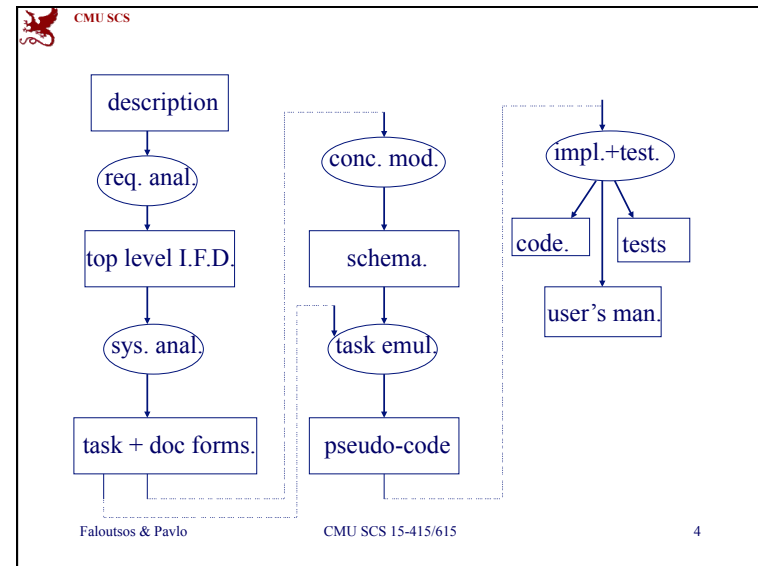 CMU SCS
description
req. anal.
top level I.F.D.
sys. anal.
task + doc forms.
conc. mod.
schema.
task emul.
pseudo-code
impl.+test.
code.
tests
user's man.
Faloutsos & Pavlo
CMU SCS 15-415/615
4